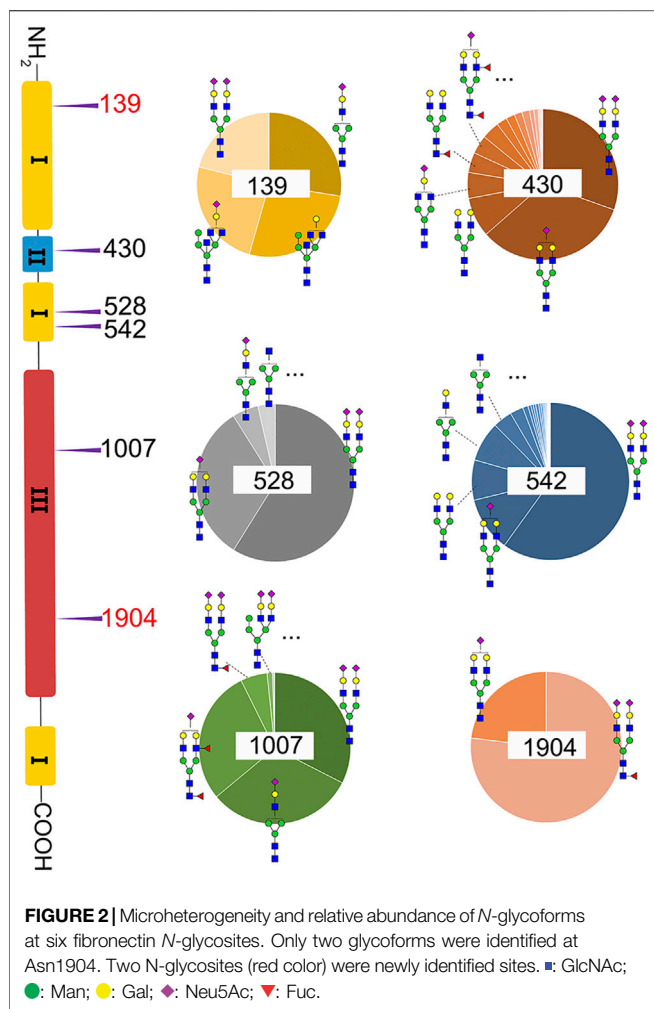 NH2
I
139
II
430
I
528
542
III
1007
1904
I
COOH
139
430
...
528
...
542
...
1007
...
1904
FIGURE 2 | Microheterogeneity and relative abundance of N-glycoforms
at six fibronectin N-glycosites. Only two glycoforms were identified at
Asn1904. Two N-glycosites (red color) were newly identified sites. ■: GlcNAc;
●: Man; ●: Gal; ◆: Neu5Ac; ▼: Fuc.